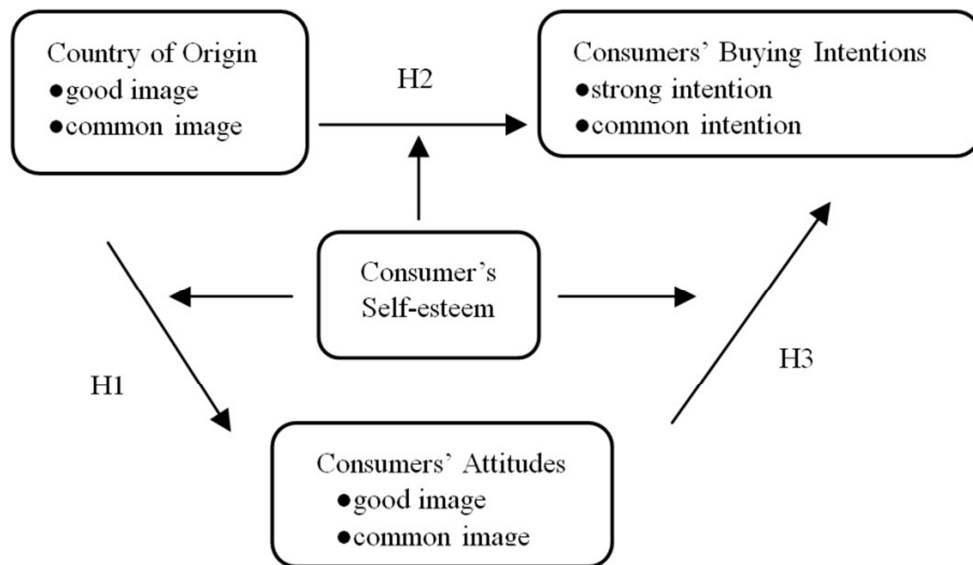 Country of Origin
●good image
●common image
H2
Consumers’ Buying Intentions
●strong intention
●common intention
Consumer’s
Self-esteem
H1
H3
Consumers’ Attitudes
●good image
●common image